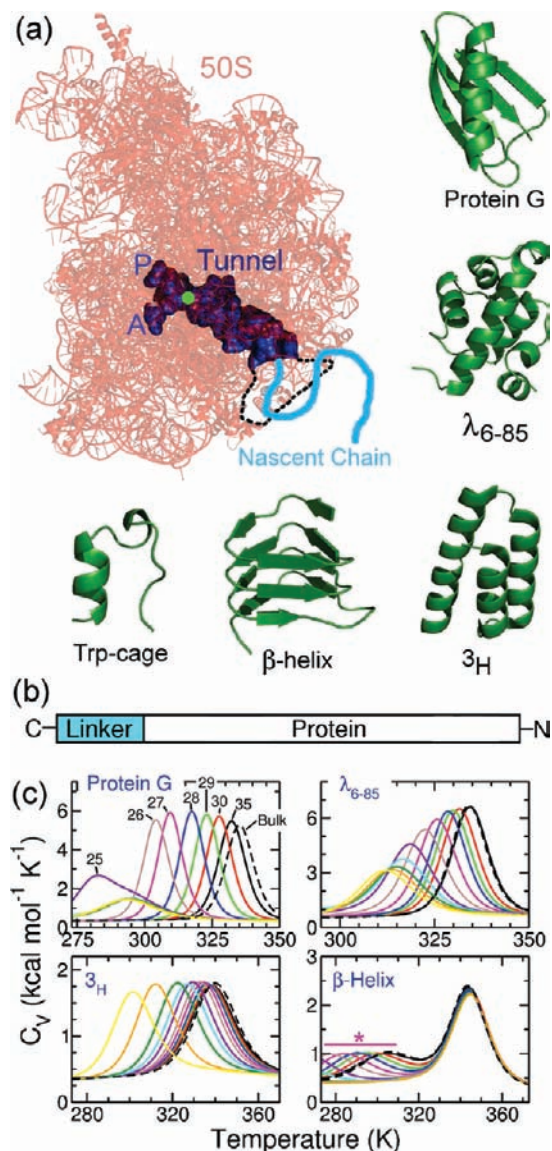 (a)
50S
Protein G
P
Tunnel
A
λ6-85
Nascent Chain
Trp-cage
β-helix
3H
(b)
C
Linker
Protein
N
(c)
Protein G
25
26
27
28
29
30
35
Bulk
λ6-85
6
4
2
0
275
300
325
350
6
3
0
300
325
350
3H
2
1
0
280
320
360
β-Helix
*
3
2
1
0
280
320
360
CV (kcal mol-1 K-1)
Temperature (K)